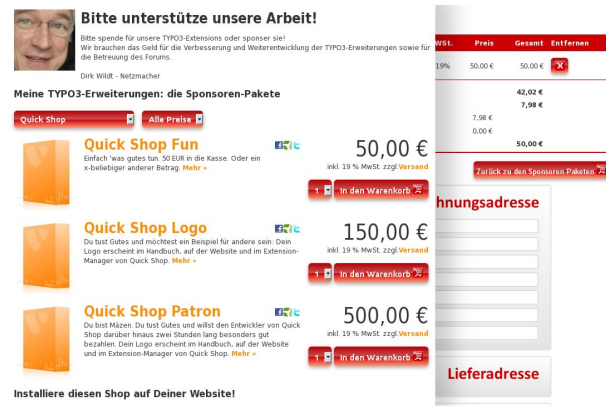 Bitte unterstütze unsere Arbeit!
Bitte spende für unsere TYPO3-Extensions oder sponser sie!
Wir brauchen das Geld für die Verbesserung und Weiterentwicklung der TYPO3-Erweiterungen sowie für
die Betreuung des Forums.
Dirk Wildt - Netzmacher
Meine TYPO3-Erweiterungen: die Sponsoren-Pakete
Quick Shop
Alle Preise
Quick Shop Fun
Einfach 'was gutes tun. 50 EUR in die Kasse. Oder ein
x-beliebiger anderer Betrag. Mehr »
50,00 €
inkl. 19 % MwSt. zzgl.Versand
1 In den Warenkorb
Quick Shop Logo
Du tust Gutes und möchtest ein Beispiel für andere sein: Dein
Logo erscheint im Handbuch, auf der Website und im Extension-
Manager von Quick Shop. Mehr »
150,00 €
inkl. 19 % MwSt. zzgl.Versand
1 In den Warenkorb
Quick Shop Patron
Du bist Mäzen. Du tust Gutes und willst den Entwickler von Quick
Shop darüber hinaus zwei Stunden lang besonders gut
bezahlen. Dein Logo erscheint im Handbuch, auf der Website
und im Extension-Manager von Quick Shop. Mehr »
500,00 €
inkl. 19 % MwSt. zzgl.Versand
1 In den Warenkorb
Installiere diesen Shop auf Deiner Website!
WSt. Preis Gesamt Entfernen
19% 50,00 € 50,00 € X
42,02 €
7,98 €
7,98 €
0,00 €
50,00 €
Zurück zu den Sponsoren-Paketen
hnungsadresse
Lieferadresse